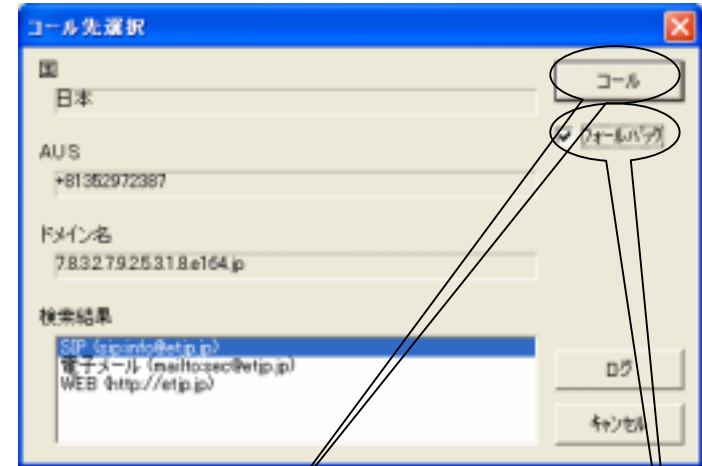 コール先選択
国
日本
コール
フォールバック
AUS
+81352972387
ドメイン名
7.8.3.2.7.9.2.5.3.1.8.e164.jp
検索結果
SIP (sip:info@etjp.jp)
電子メール (mailto:sec@etjp.jp)
WEB (http://etjp.jp)
ログ
キャンセル